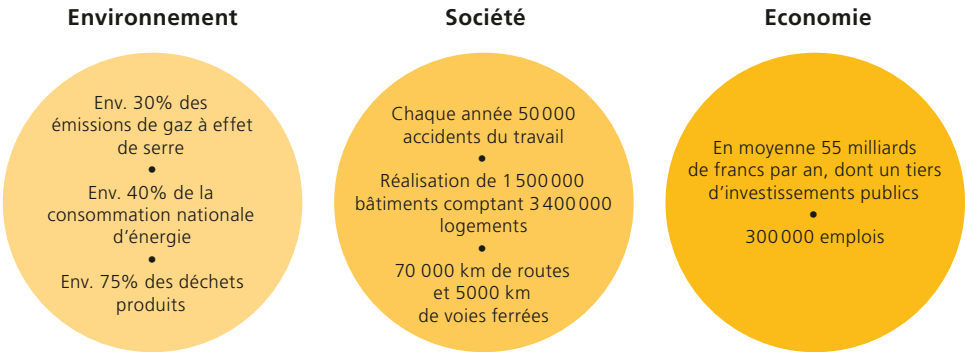 Environnement
Env. 30% des
émissions de gaz à effet
de serre
•
Env. 40% de la
consommation nationale
d'énergie
•
Env. 75% des déchets
produits
Société
Chaque année 50 000
accidents du travail
•
Réalisation de 1 500 000
bâtiments comptant 3 400 000
logements
•
70 000 km de routes
et 5000 km
de voies ferrées
Economie
En moyenne 55 milliards
de francs par an, dont un tiers
d'investissements publics
•
300 000 emplois